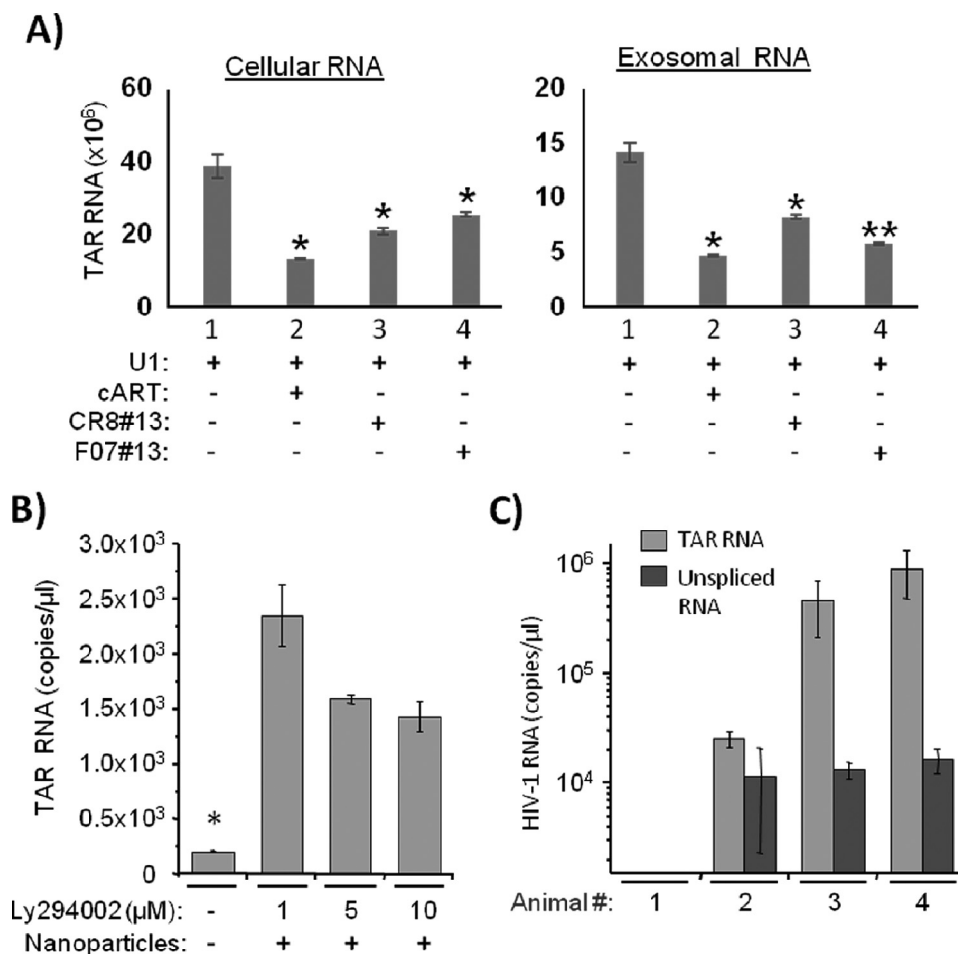 A)
Cellular RNA
Exosomal RNA
TAR RNA (x10⁶)
60
40
20
0
20
15
10
5
0
* * *
* * **
1 2 3 4
1 2 3 4
U1: + + + + + + + +
cART: - + - - - + - -
CR8#13: - - + - - - + -
F07#13: - - - + - - - +
B)
TAR RNA (copies/µl)
3.0x10³
2.5x10³
2.0x10³
1.5x10³
1.0x10³
0.5x10³
0
*
Ly294002 (µM): - 1 5 10
Nanoparticles: - + + +
C)
TAR RNA
Unspliced
RNA
HIV-1 RNA (copies/µl)
10⁶
10⁵
10⁴
Animal #: 1 2 3 4